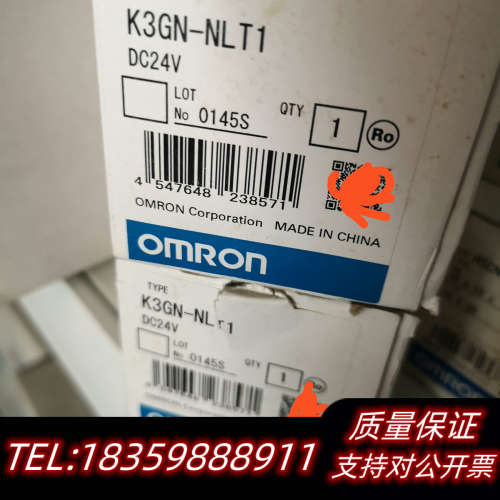 K3GN-NLT1
DC24V
LOT
No 0145S
QTY
1
Ro
4 547648 238571
OMRON Corporation MADE IN CHINA
OMRON
TYPE
K3GN-NLT1
DC24V
LOT
No 0145S
QTY
1
OMRON
质量保证
TEL:18359888911
支持对公开票